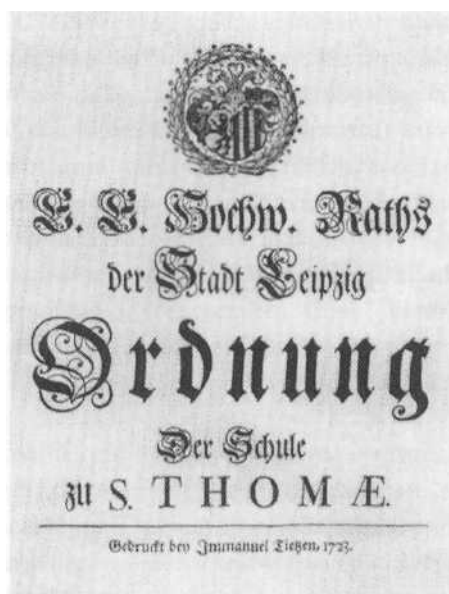 E. E. Hochw. Raths
der Stadt Leipzig
Ordnung
Der Schule
zu S. THOMÆ.
Gedruckt bey Immanuel Tietzen, 1723.